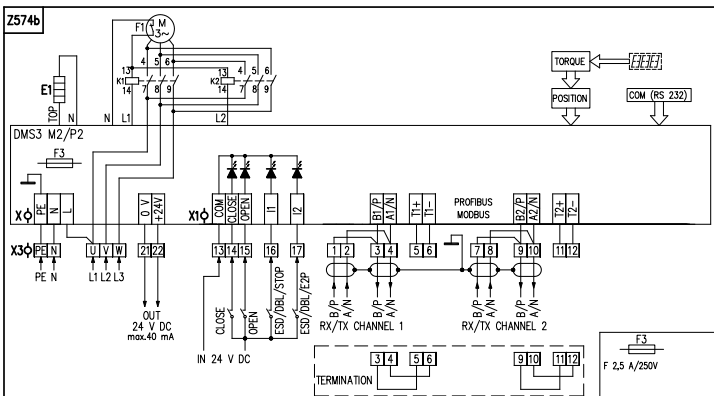 Z574b
F1 M 3~
4 5 6
4 5 6
13 13
K1 K2
14 7 8 9 14 7 8 9
E1
TOP N N L1 L2
TORQUE
POSITION COM (RS 232)
DMS3 M2/P2
F3
X PE N L 0 V +24V X1 COM CLOSE OPEN I1 I2 B1/P A1/N T1+ T1- PROFIBUS MODBUS B2/P A2/N T2+ T2-
X3 PE N U V W 21 22 13 14 15 16 17 1 2 3 4 5 6 7 8 9 10 11 12
PE N L1 L2 L3
OUT
24 V DC
max.40 mA
CLOSE OPEN ESD/DBL/STOP ESD/DBL/E2P
IN 24 V DC
B/P A/N B/P A/N B/P A/N B/P A/N
RX/TX CHANNEL 1 RX/TX CHANNEL 2
3 4 5 6 9 10 11 12
TERMINATION
F3
F 2,5 A/250V